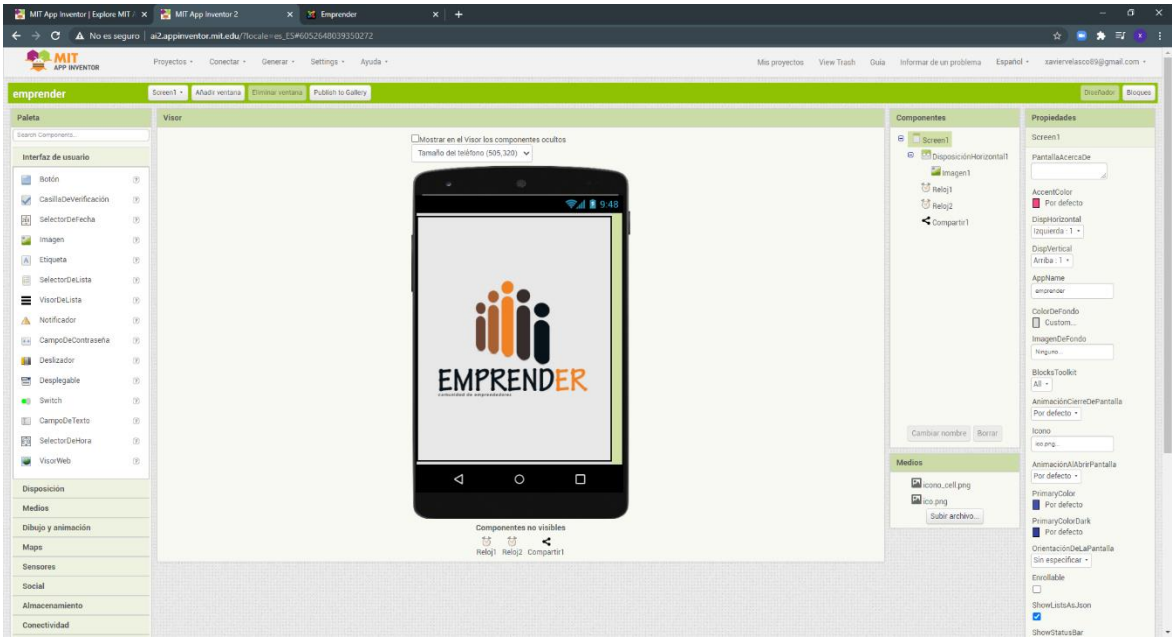 MIT App Inventor | Explore MIT /
MIT App Inventor 2
Emprender
No es seguro | ai2.appinventor.mit.edu/?locale=es_ES#6052648039350272
MIT
APP INVENTOR
Proyectos Conectar Generar Settings Ayuda
Mis proyectos View Trash Guia Informar de un problema Español xaviervelasco89@gmail.com
emprender
Screen1 Añadir ventana Eliminar ventana Publish to Gallery
Diseñador Bloques
Paleta
Search Components...
Interfaz de usuario
Botón
CasillaDeVerificación
SelectorDeFecha
Imagen
Etiqueta
SelectorDeLista
VisorDeLista
Notificador
CampoDeContraseña
Deslizador
Desplegable
Switch
CampoDeTexto
SelectorDeHora
VisorWeb
Disposición
Medios
Dibujo y animación
Maps
Sensores
Social
Almacenamiento
Conectividad
Visor
Mostrar en el Visor los componentes ocultos
Tamaño del teléfono (505,320)
9:48
EMPRENDER
comunidad de emprendedores
Componentes no visibles
Reloj1 Reloj2 Compartir1
Componentes
Screen1
DisposiciónHorizontal1
Imagen1
Reloj1
Reloj2
Compartir1
Cambiar nombre Borrar
Medios
icono_cell.png
ico.png
Subir archivo...
Propiedades
Screen1
PantallaAcercaDe
AccentColor
Por defecto
DispHorizontal
Izquierda : 1
DispVertical
Arriba : 1
AppName
emprender
ColorDeFondo
Custom...
ImagenDeFondo
Ninguno...
BlocksToolkit
All
AnimaciónCierreDePantalla
Por defecto
Icono
ico.png...
AnimaciónAlAbrirPantalla
Por defecto
PrimaryColor
Por defecto
PrimaryColorDark
Por defecto
OrientaciónDeLaPantalla
Sin especificar
Enrollable
ShowListsAsJson
ShowStatusBar